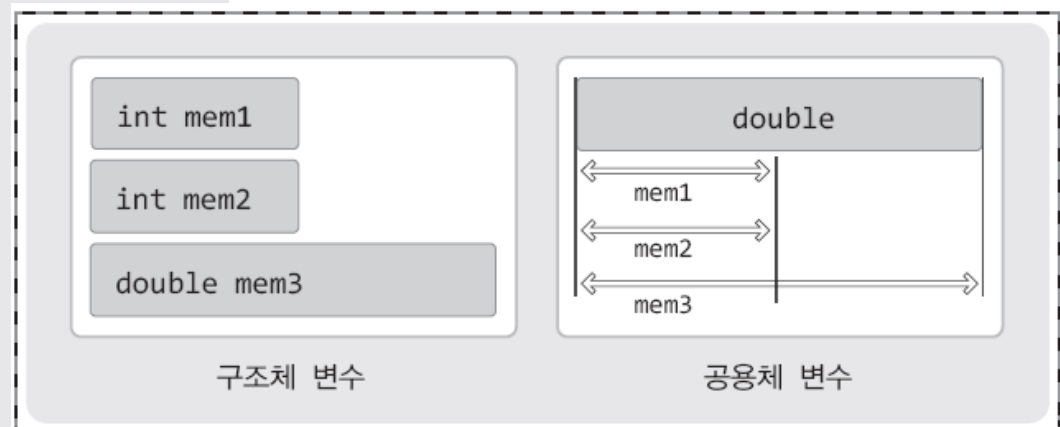 int mem1
int mem2
double mem3
구조체 변수
double
mem1
mem2
mem3
공용체 변수